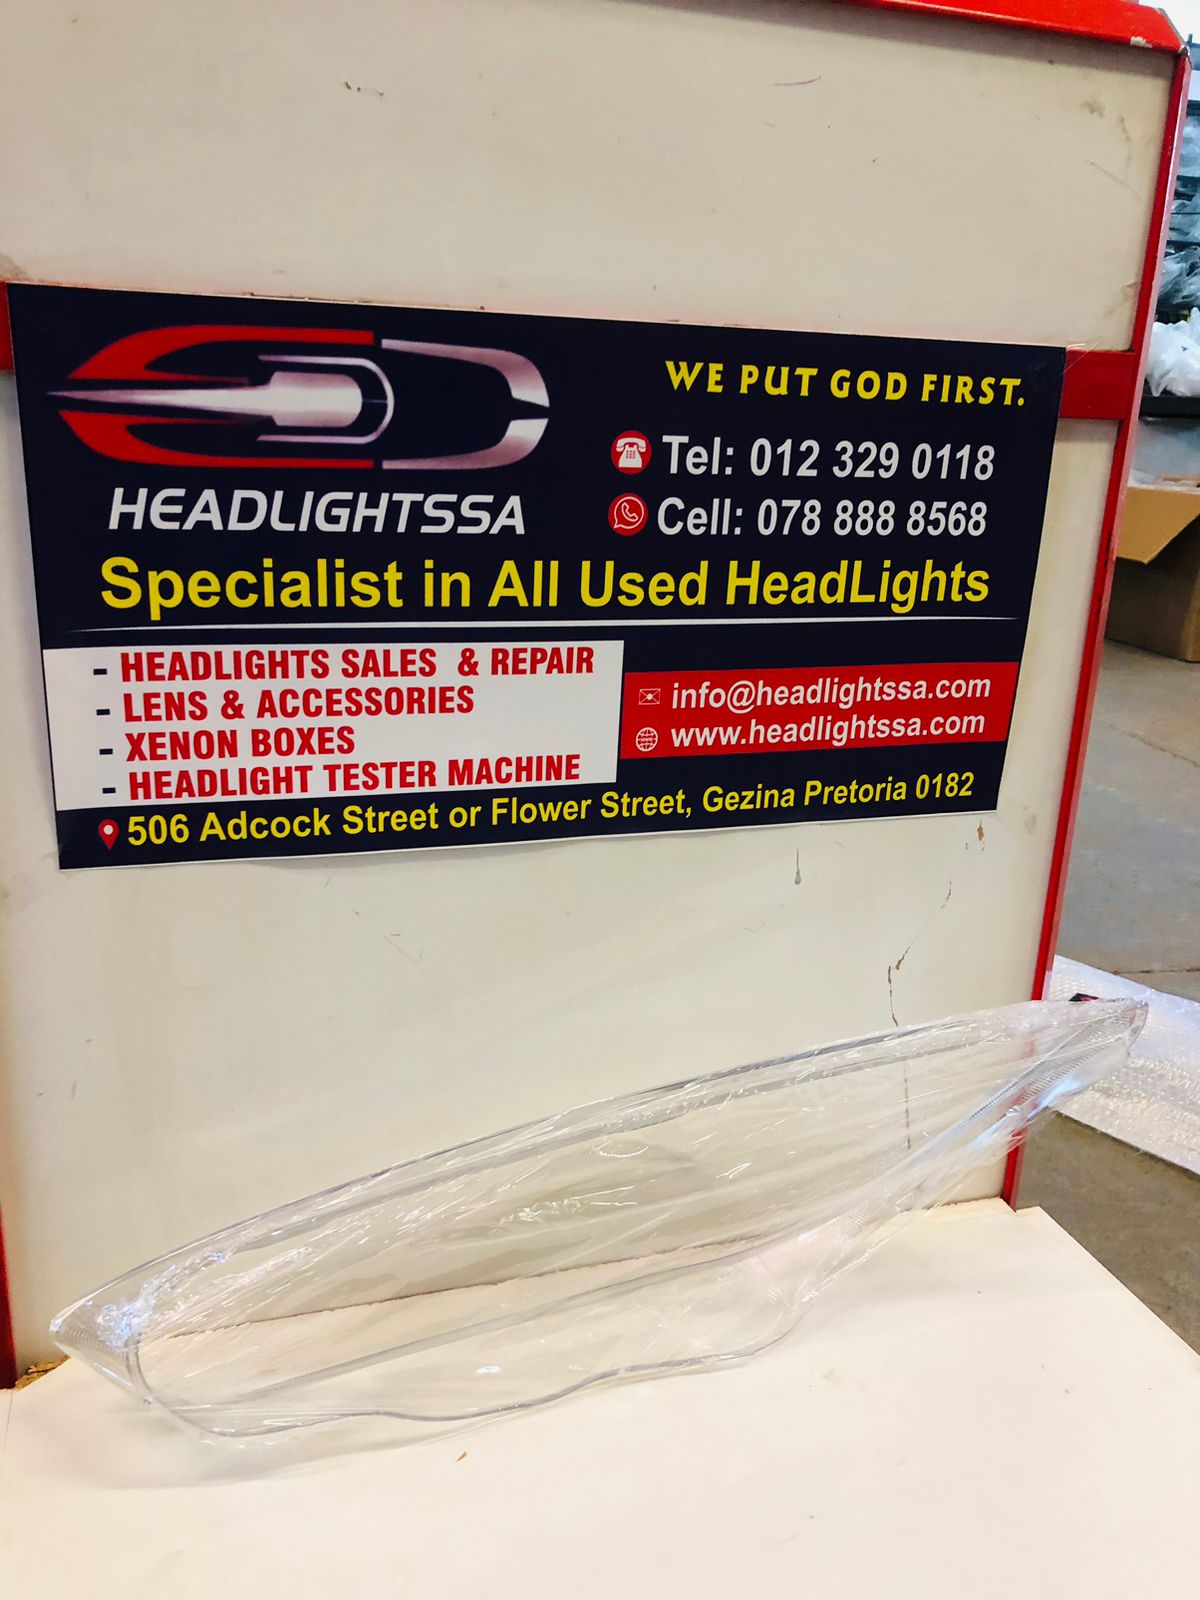 HEADLIGHTSSA
WE PUT GOD FIRST.
Tel: 012 329 0118
Cell: 078 888 8568
Specialist in All Used HeadLights
- HEADLIGHTS SALES & REPAIR
- LENS & ACCESSORIES
- XENON BOXES
- HEADLIGHT TESTER MACHINE
info@headlightssa.com
www.headlightssa.com
506 Adcock Street or Flower Street, Gezina Pretoria 0182